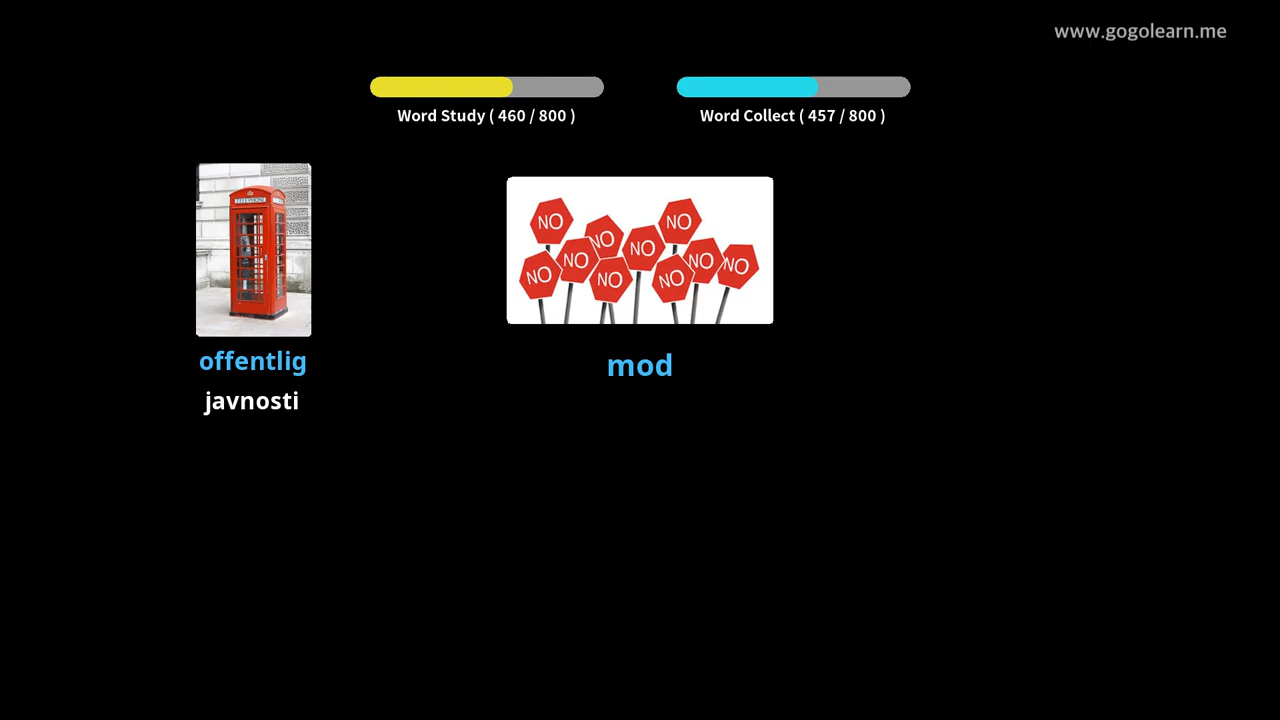 www.gogolearn.me
Word Study ( 460 / 800 )
Word Collect ( 457 / 800 )
TELEPHONE
NO
NO
NO
NO
NO
NO
NO
NO
NO
NO
offentlig
mod
javnosti